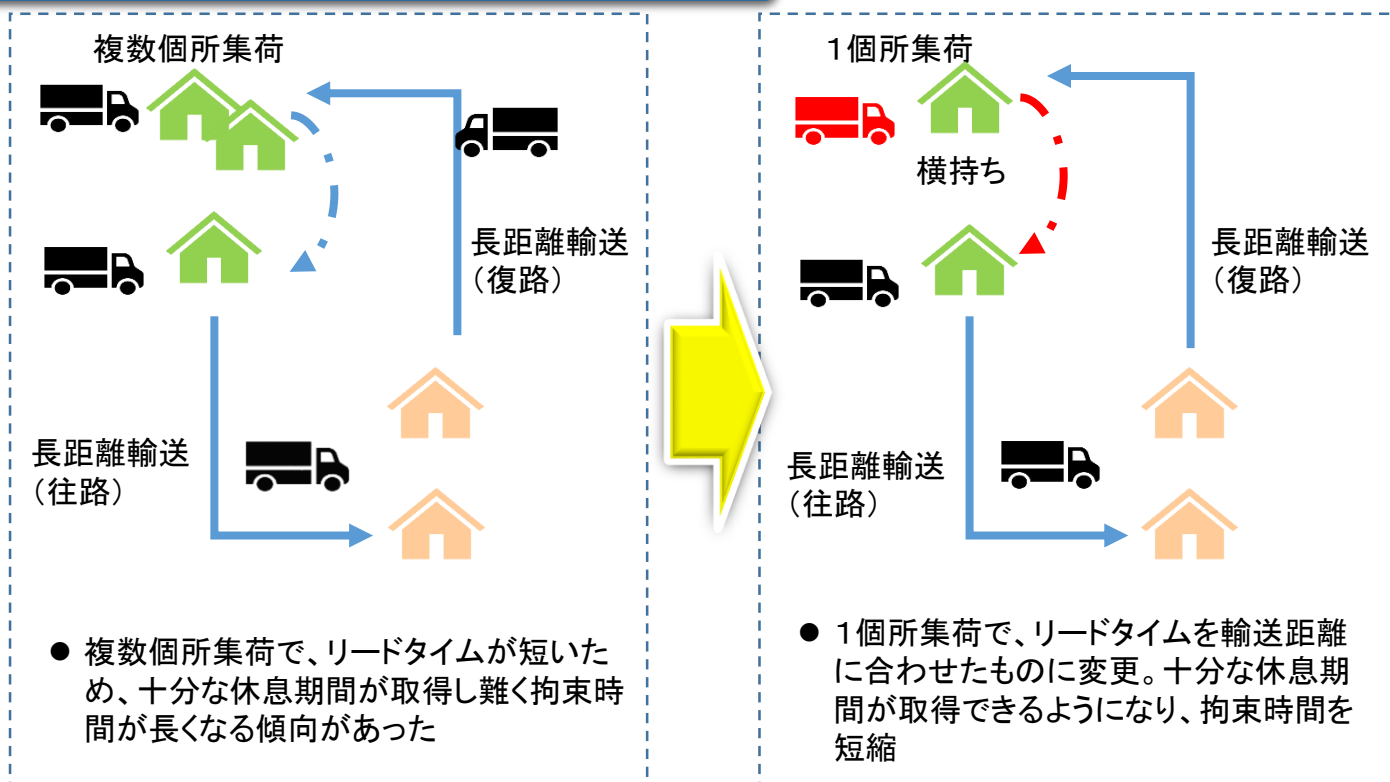 複数個所集荷
長距離輸送
（復路）
長距離輸送
（往路）
● 複数個所集荷で、リードタイムが短いた
め、十分な休息期間が取得し難く拘束時
間が長くなる傾向があった
１個所集荷
横持ち
長距離輸送
（復路）
長距離輸送
（往路）
● １個所集荷で、リードタイムを輸送距離
に合わせたものに変更。十分な休息期
間が取得できるようになり、拘束時間を
短縮